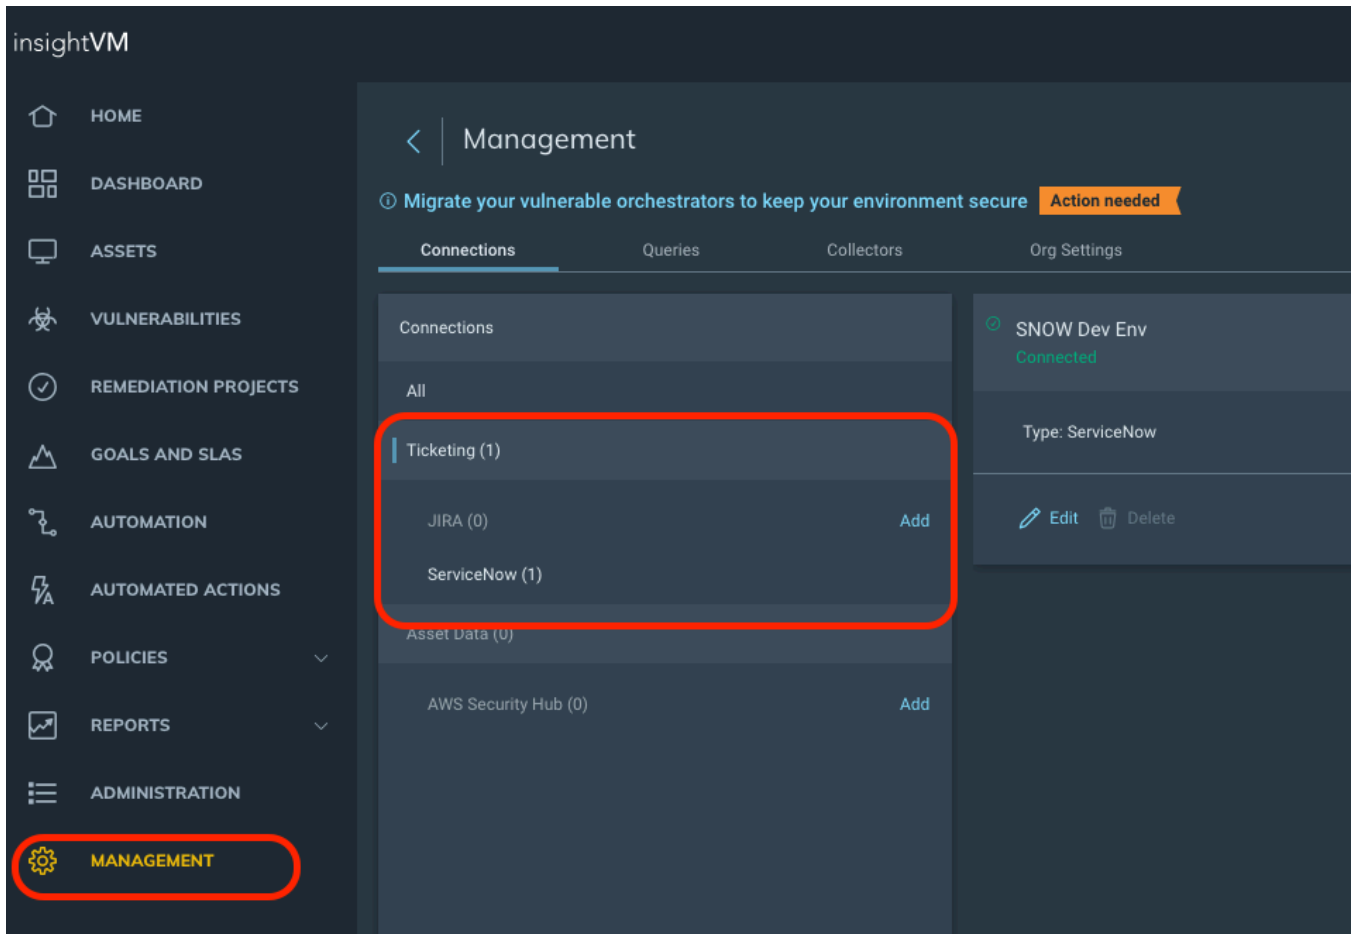 insightVM
HOME
DASHBOARD
ASSETS
VULNERABILITIES
REMEDIATION PROJECTS
GOALS AND SLAS
AUTOMATION
AUTOMATED ACTIONS
POLICIES
REPORTS
ADMINISTRATION
MANAGEMENT
Management
Migrate your vulnerable orchestrators to keep your environment secure Action needed
Connections Queries Collectors Org Settings
Connections
All
Ticketing (1)
JIRA (0) Add
ServiceNow (1)
Asset Data (0)
AWS Security Hub (0) Add
SNOW Dev Env
Connected
Type: ServiceNow
Edit Delete